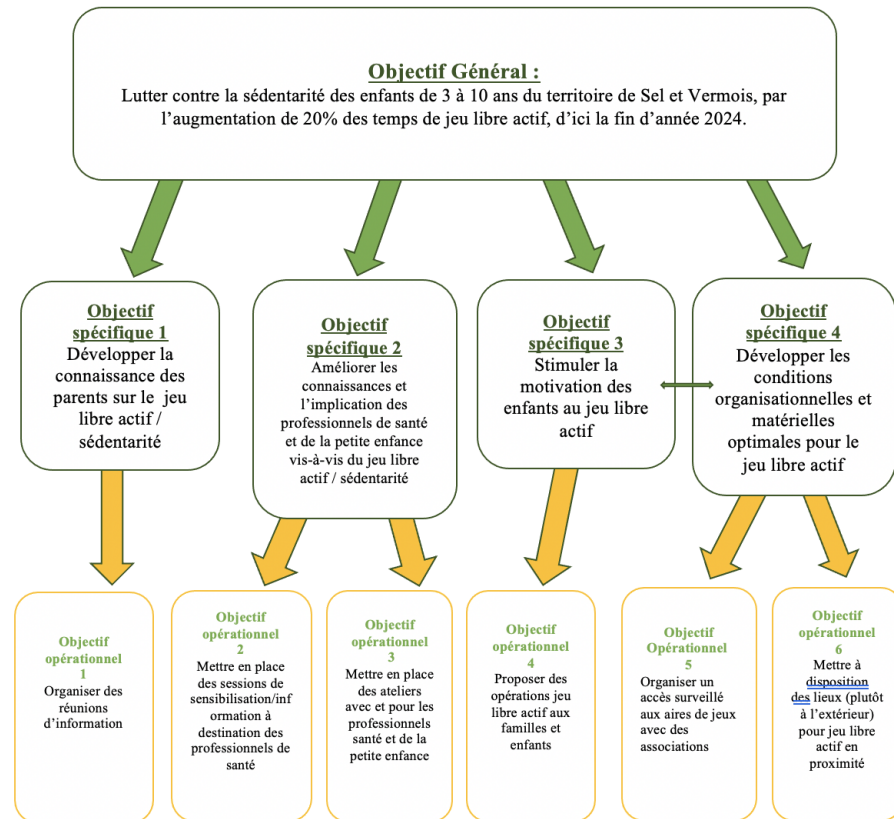 Objectif Général :
Lutter contre la sédentarité des enfants de 3 à 10 ans du territoire de Sel et Vermois, par
l'augmentation de 20% des temps de jeu libre actif, d'ici la fin d'année 2024.
Objectif
spécifique 1
Développer la
connaissance des
parents sur le jeu
libre actif /
sédentarité
Objectif
spécifique 2
Améliorer les
connaissances et
l'implication des
professionnels de santé
et de la petite enfance
vis-à-vis du jeu libre
actif / sédentarité
Objectif
spécifique 3
Stimuler la
motivation des
enfants au jeu libre
actif
Objectif
spécifique 4
Développer les
conditions
organisationnelles et
matérielles
optimales pour le
jeu libre actif
Objectif
opérationnel
1
Organiser des
réunions
d'information
Objectif
opérationnel
2
Mettre en place
des sessions de
sensibilisation/inf
ormation à
destination des
professionnels de
santé
Objectif
opérationnel
3
Mettre en place
des ateliers
avec et pour les
professionnels
santé et de la
petite enfance
Objectif
opérationnel
4
Proposer des
opérations jeu
libre actif aux
familles et
enfants
Objectif
Opérationnel
5
Organiser un
accès surveillé
aux aires de jeux
avec des
associations
Objectif
opérationnel
6
Mettre à
disposition
des lieux (plutôt
à l'extérieur)
pour jeu libre
actif en
proximité